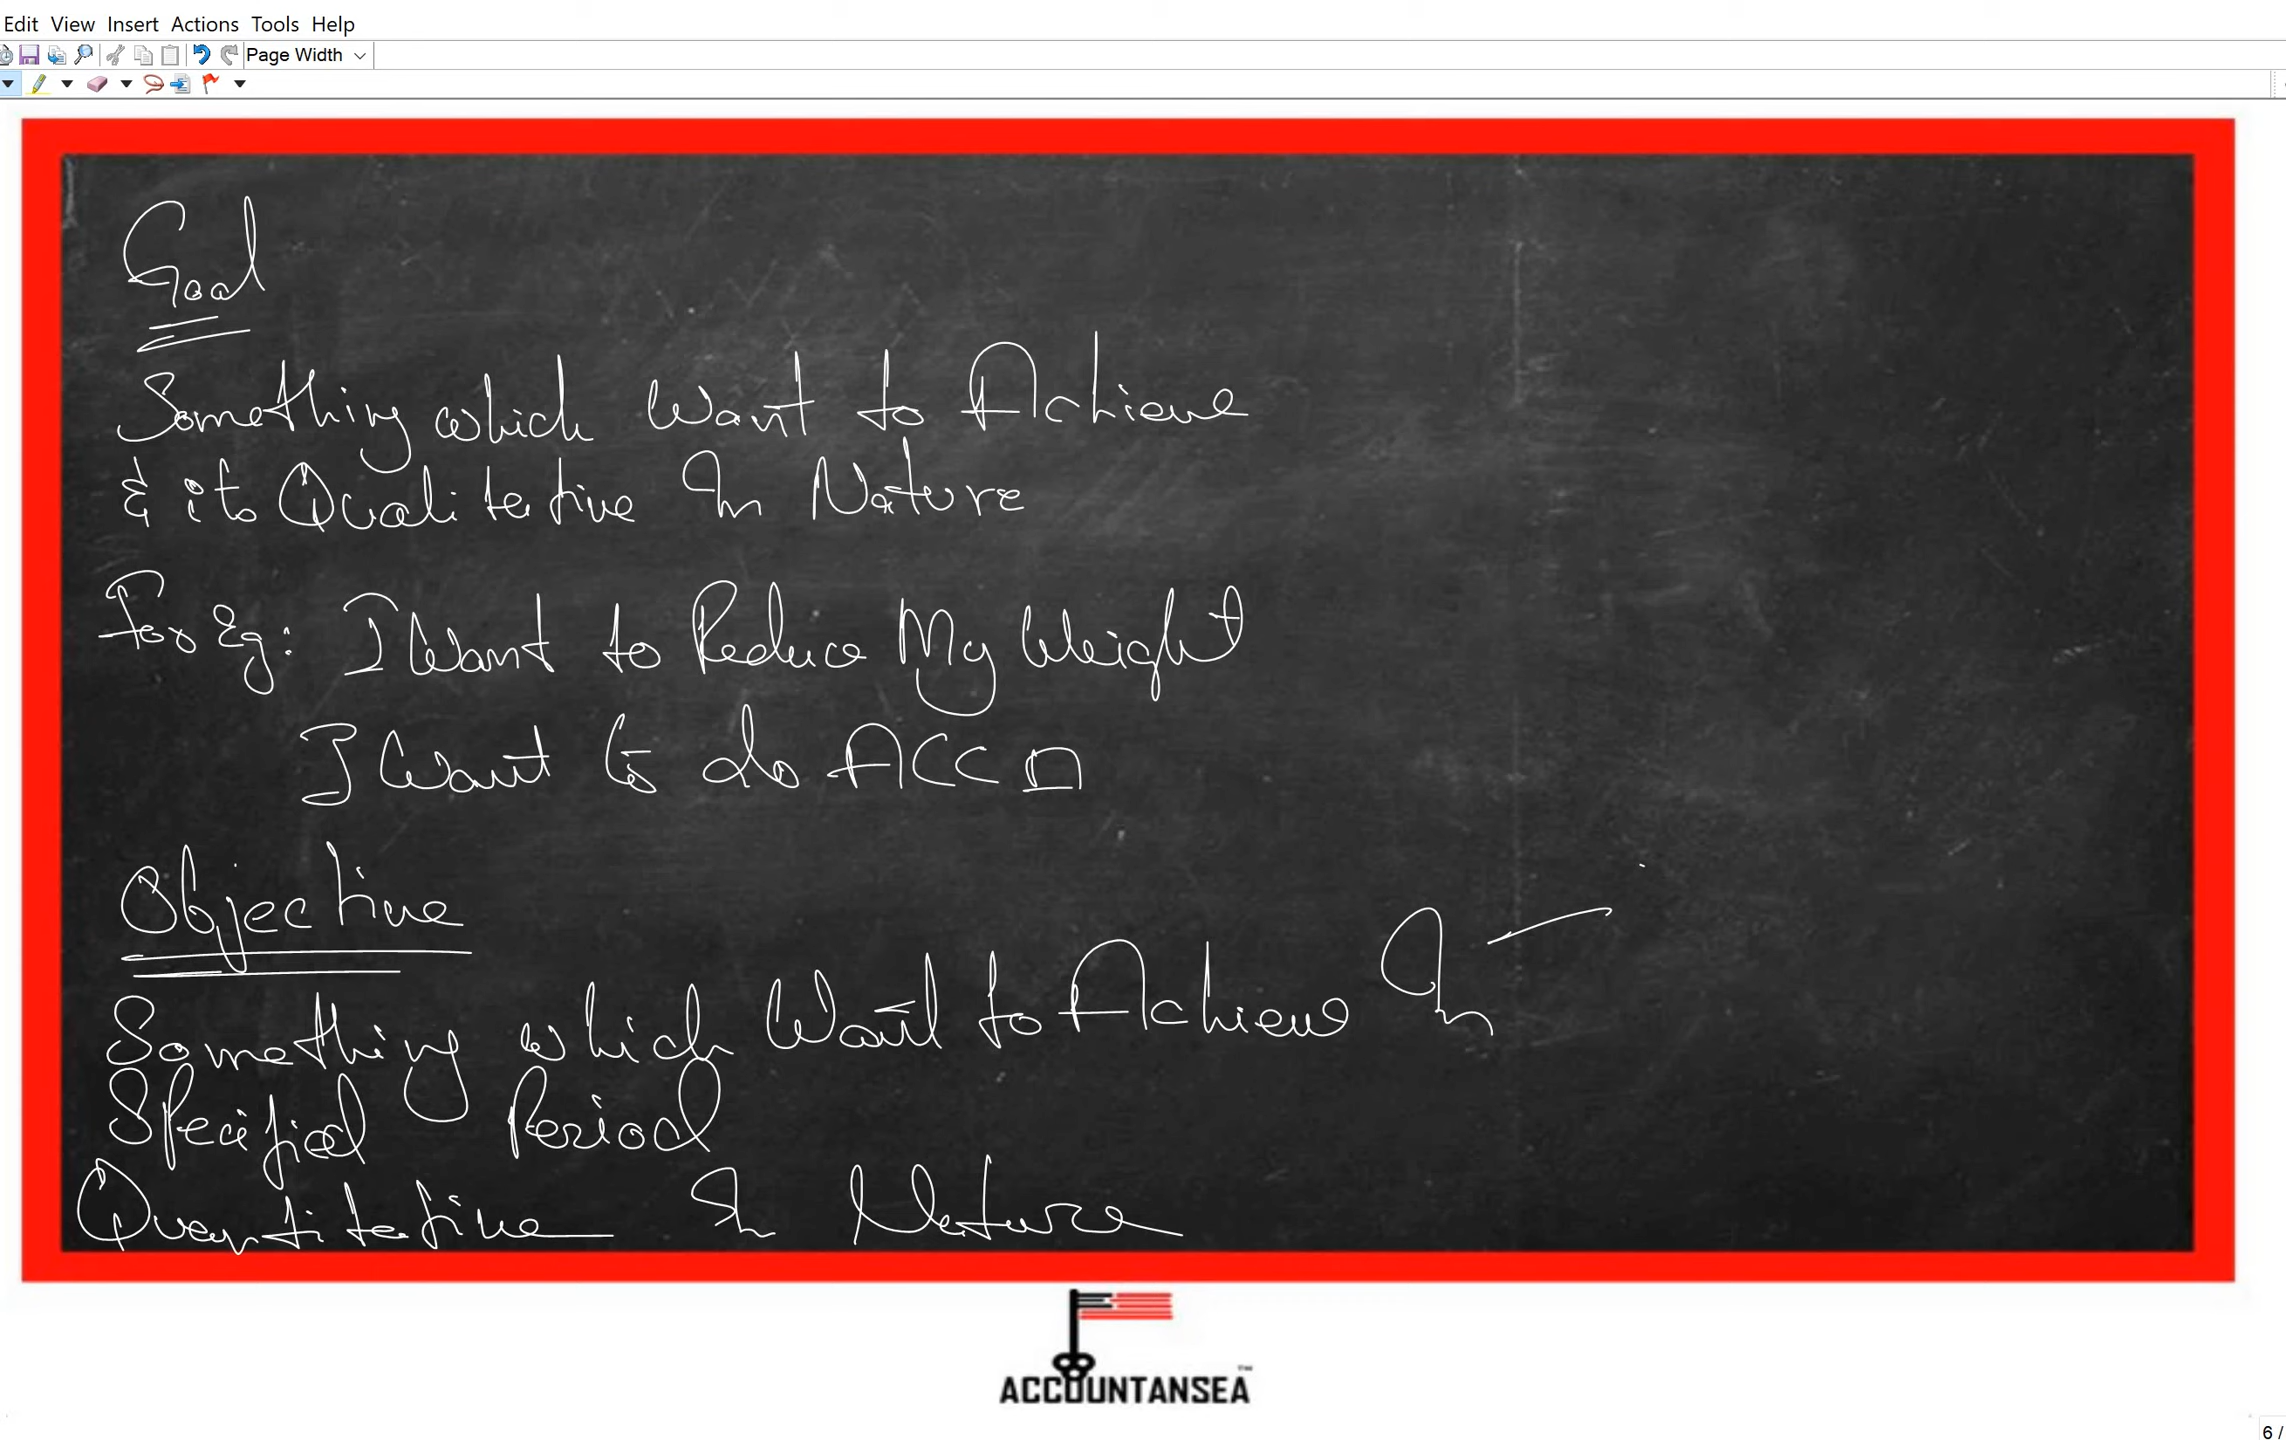 Edit View Insert Actions Tools Help
Page Width
Goal
Something which Want to Achieve
& its Qualitative In Nature
For Eg: I Want to Reduce My Weight
I Want to do ACCA
Objective
Something which Want to Achieve In
Specified Period
Quantitative In Nature
ACCOUNTANSEA™
6 /